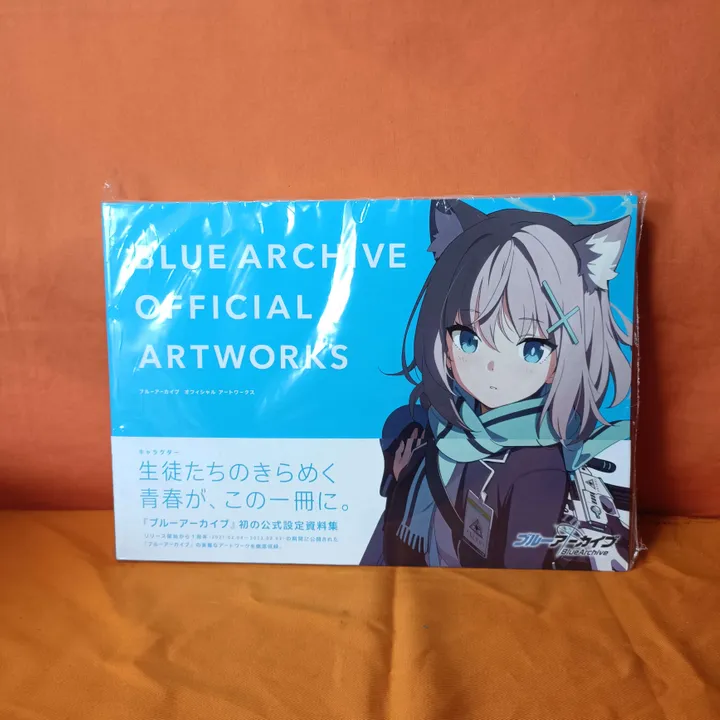 BLUE ARCHIVE
OFFICIAL
ARTWORKS
ブルーアーカイブ オフィシャル アートワークス
キャラクター
生徒たちのきらめく
青春が、この一冊に。
『ブルーアーカイブ』初の公式設定資料集
『ブルーアーカイブ』の美麗なアートワークを徹底収録。
ブルーアーカイブ
BlueArchive